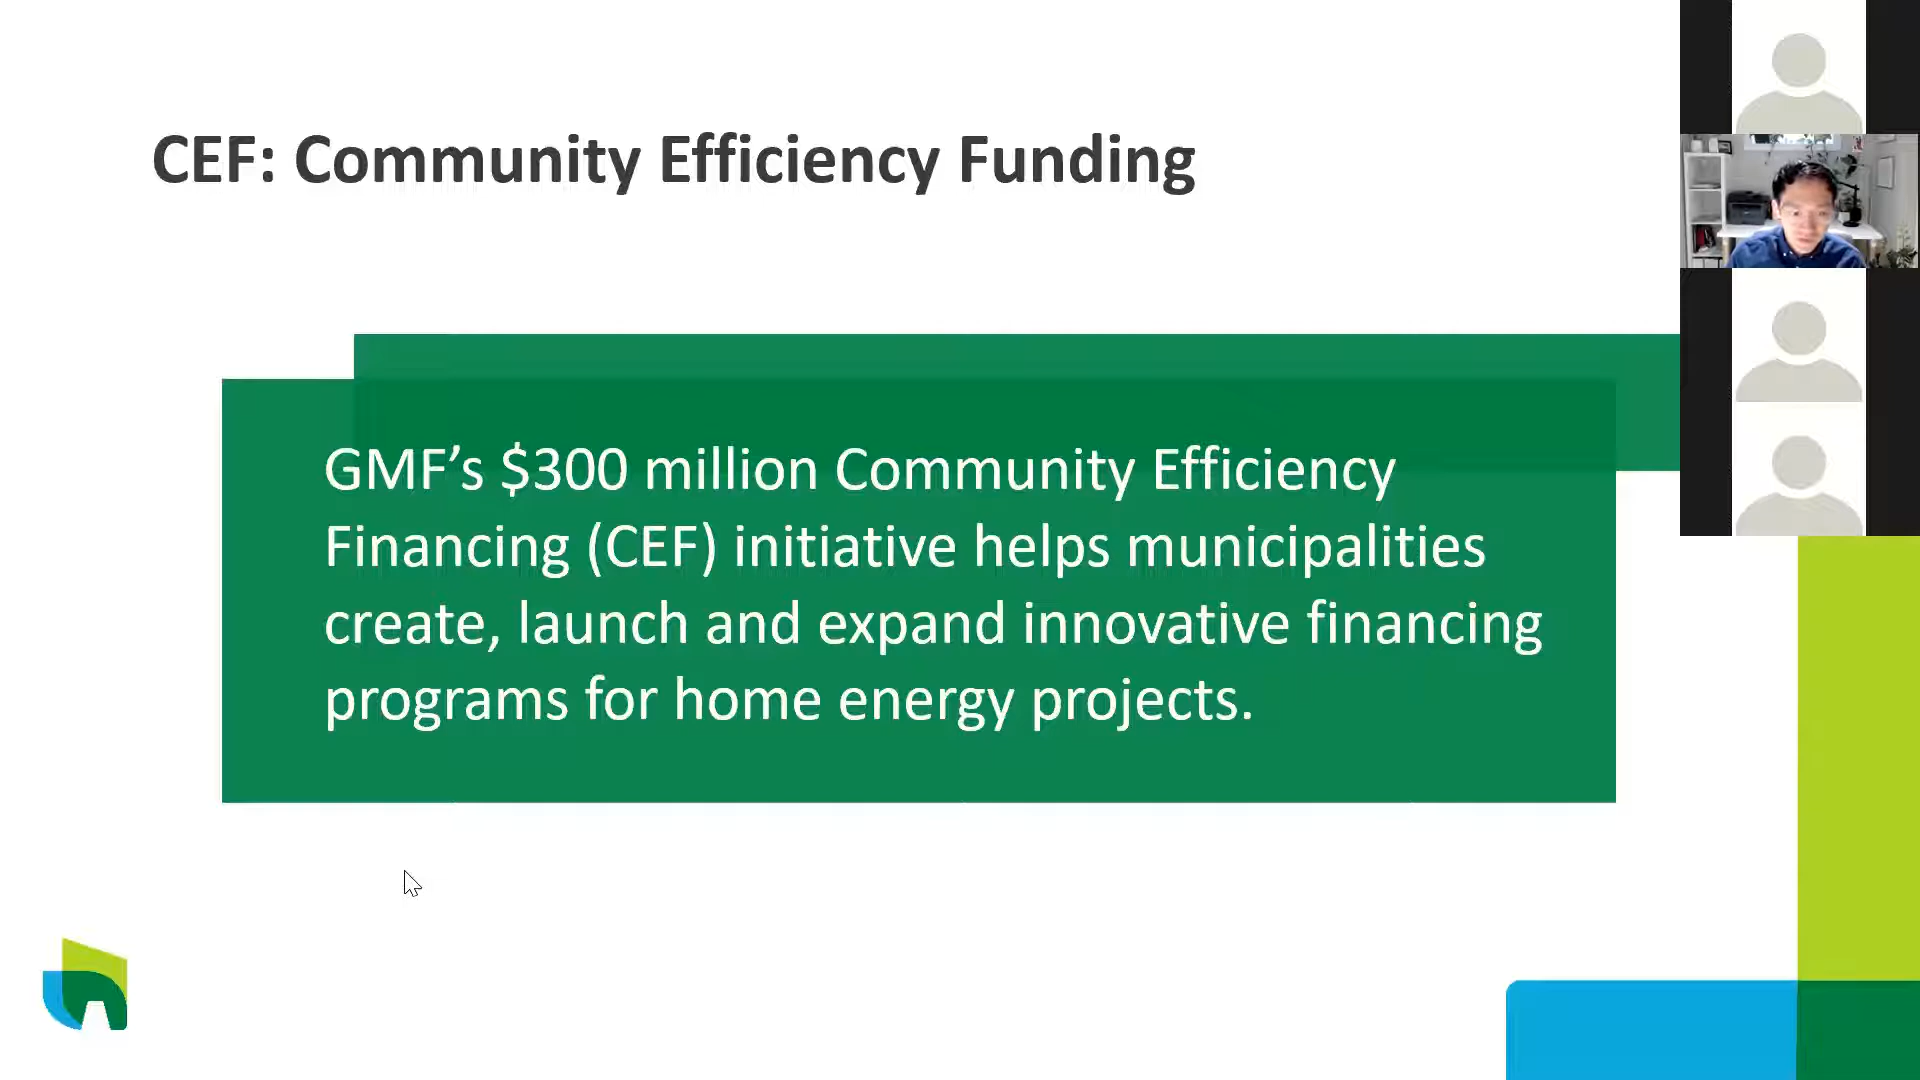 CEF: Community Efficiency Funding
GMF’s $300 million Community Efficiency
Financing (CEF) initiative helps municipalities
create, launch and expand innovative financing
programs for home energy projects.